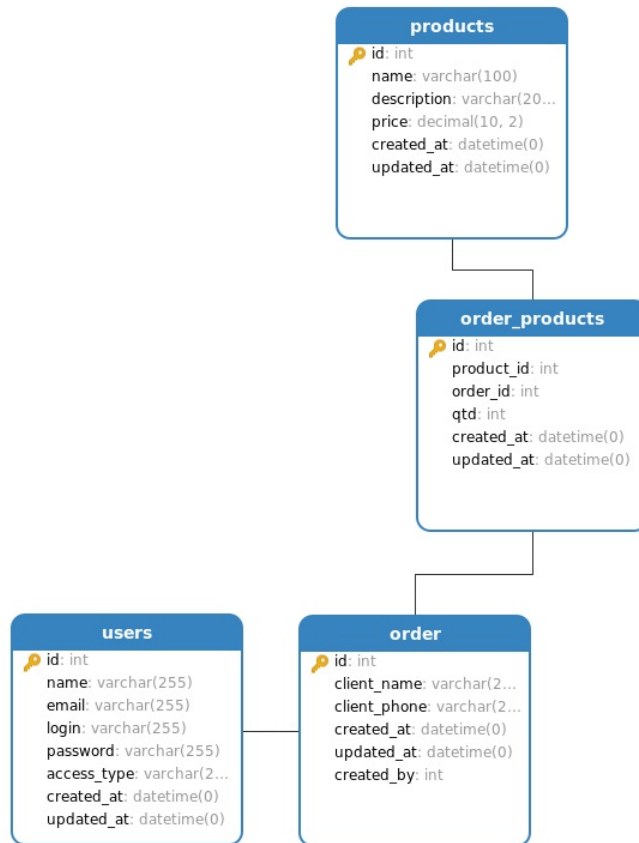 products
id: int
name: varchar(100)
description: varchar(20...
price: decimal(10, 2)
created_at: datetime(0)
updated_at: datetime(0)
order_products
id: int
product_id: int
order_id: int
qtd: int
created_at: datetime(0)
updated_at: datetime(0)
users
id: int
name: varchar(255)
email: varchar(255)
login: varchar(255)
password: varchar(255)
access_type: varchar(2...
created_at: datetime(0)
updated_at: datetime(0)
order
id: int
client_name: varchar(2...
client_phone: varchar(2...
created_at: datetime(0)
updated_at: datetime(0)
created_by: int